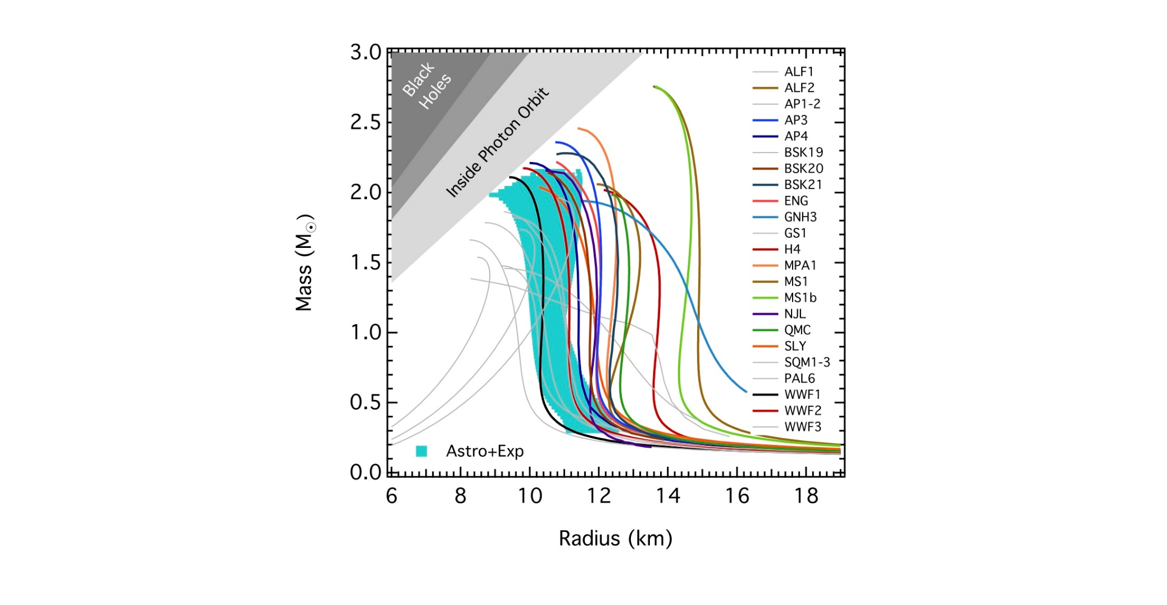 3.0
2.5
2.0
1.5
1.0
0.5
0.0
Mass (M☉)
6 8 10 12 14 16 18
Radius (km)
Black
Holes
Inside Photon Orbit
Astro+Exp
ALF1
ALF2
AP1-2
AP3
AP4
BSK19
BSK20
BSK21
ENG
GNH3
GS1
H4
MPA1
MS1
MS1b
NJL
QMC
SLY
SQM1-3
PAL6
WWF1
WWF2
WWF3